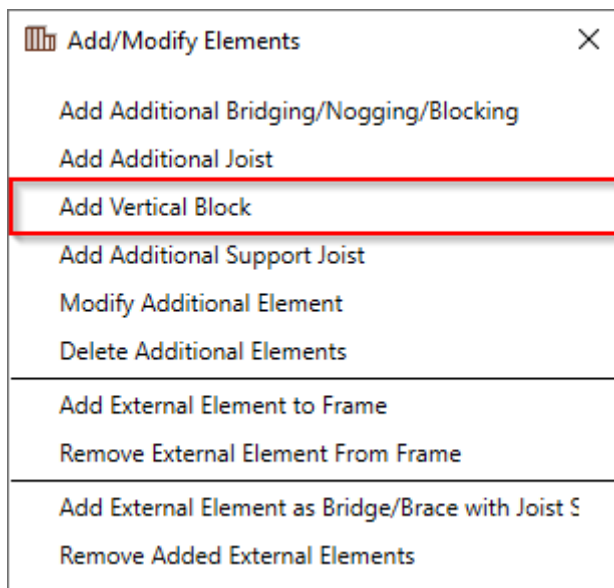 Add/Modify Elements
Add Additional Bridging/Nogging/Blocking
Add Additional Joist
Add Vertical Block
Add Additional Support Joist
Modify Additional Element
Delete Additional Elements
Add External Element to Frame
Remove External Element From Frame
Add External Element as Bridge/Brace with Joist S
Remove Added External Elements